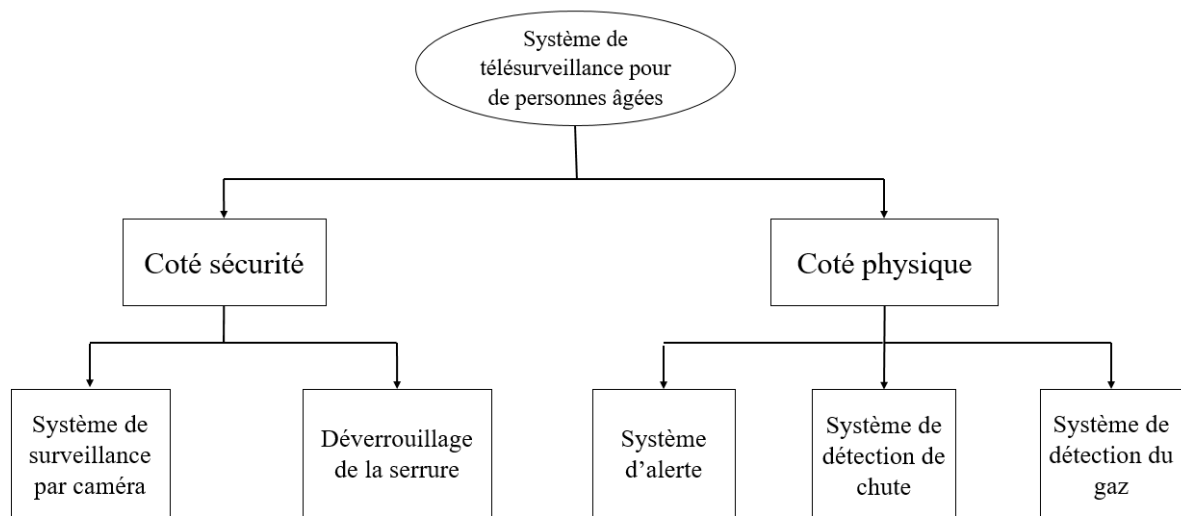 Système de
télésurveillance pour
de personnes âgées
Coté sécurité
Coté physique
Système de
surveillance
par caméra
Déverrouillage
de la serrure
Système
d’alerte
Système de
détection de
chute
Système de
détection du
gaz